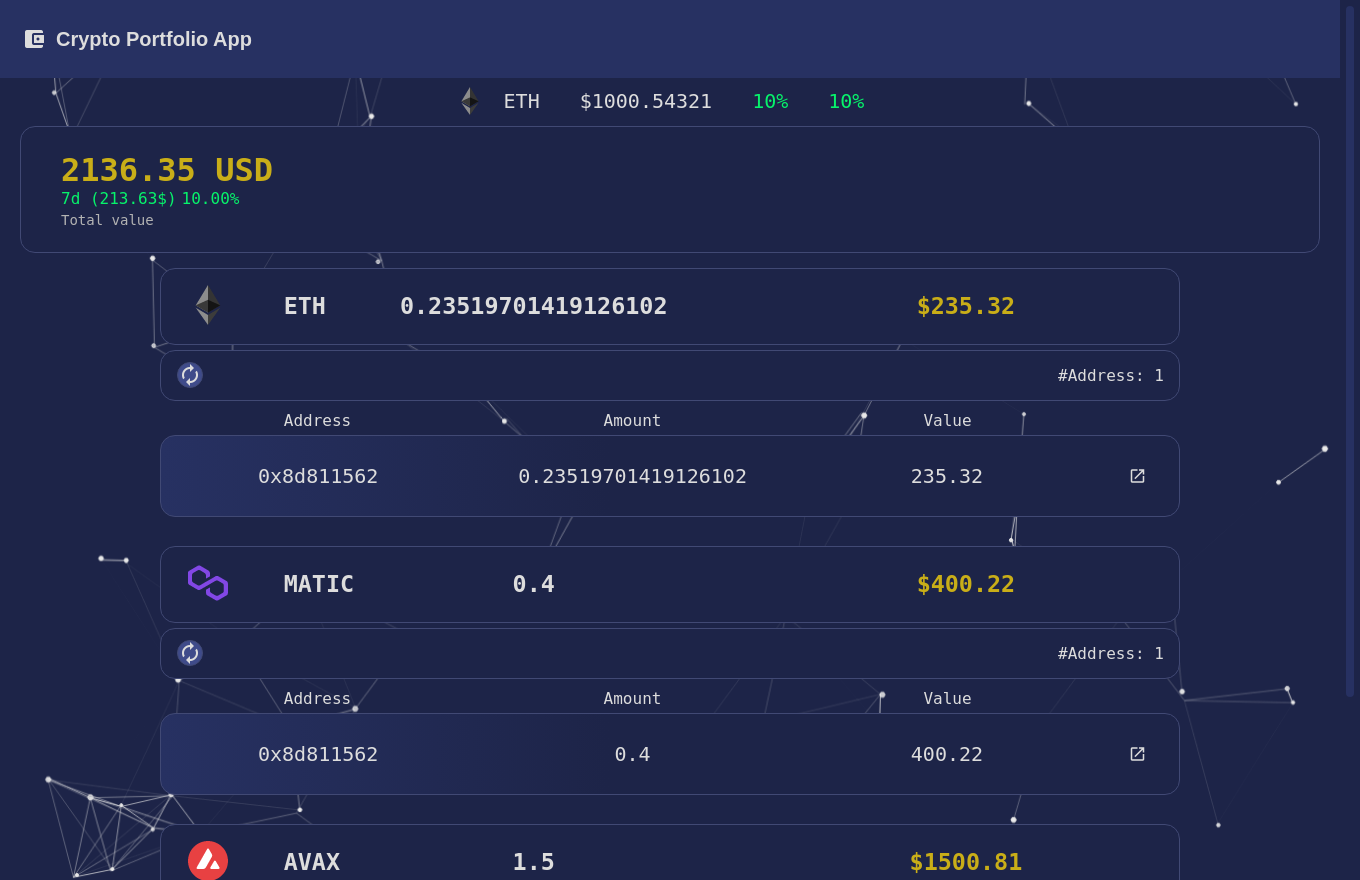 Crypto Portfolio App
ETH $1000.54321 10% 10%
2136.35 USD
7d (213.63$) 10.00%
Total value
ETH 0.23519701419126102 $235.32
#Address: 1
Address Amount Value
0x8d811562 0.23519701419126102 235.32
MATIC 0.4 $400.22
#Address: 1
Address Amount Value
0x8d811562 0.4 400.22
AVAX 1.5 $1500.81